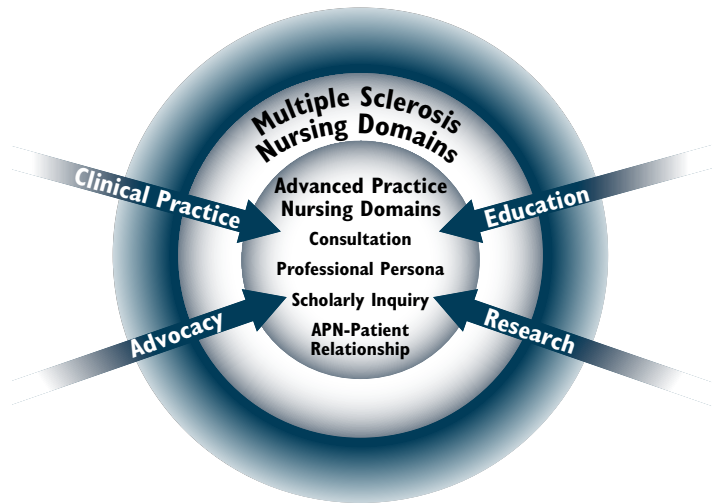 Multiple Sclerosis
Nursing Domains
Clinical Practice
Education
Advanced Practice
Nursing Domains
Consultation
Professional Persona
Scholarly Inquiry
APN-Patient
Relationship
Advocacy
Research